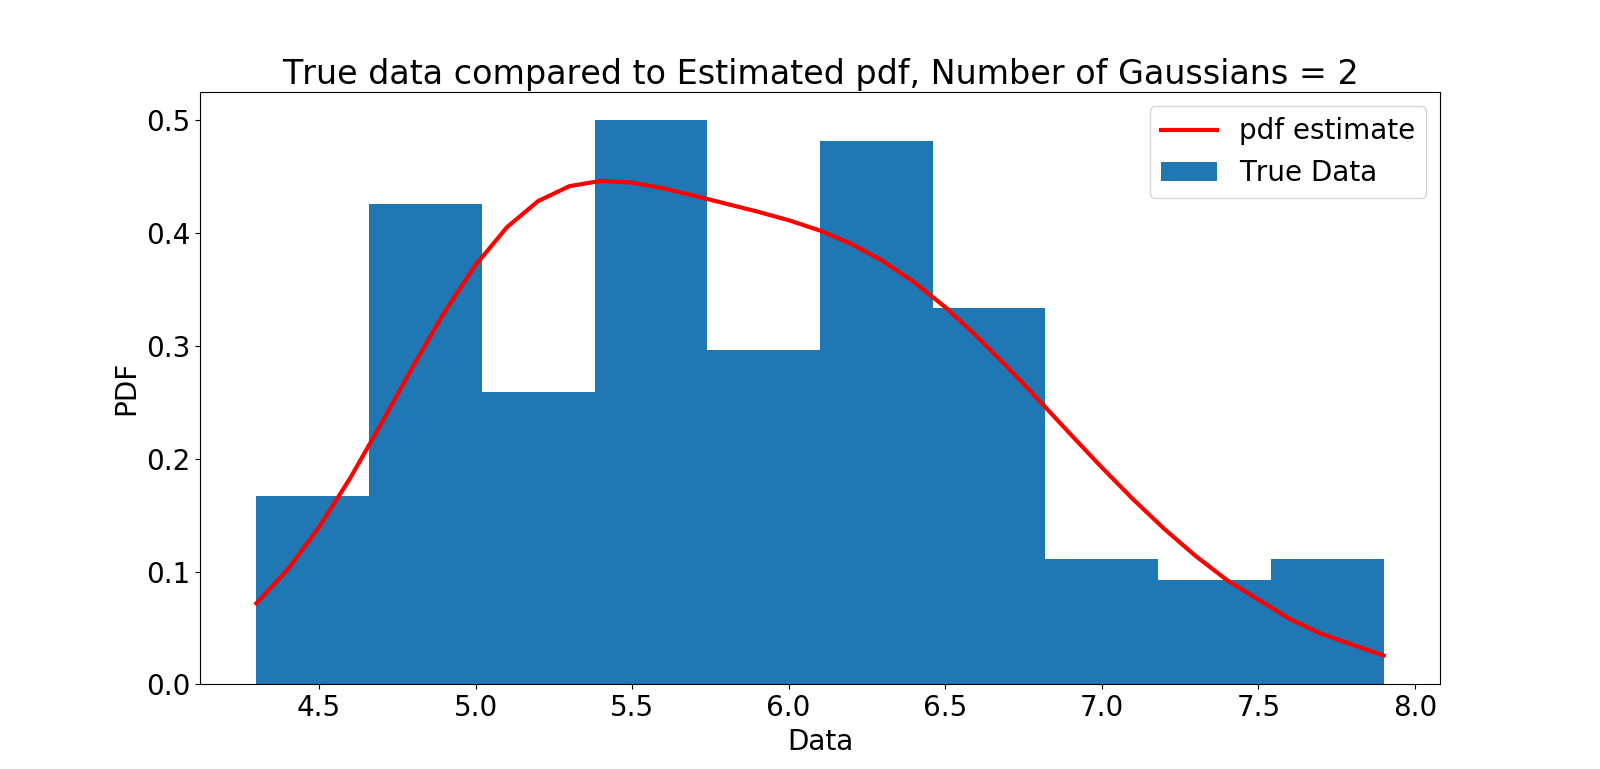 True data compared to Estimated pdf, Number of Gaussians = 2
pdf estimate
True Data
0.5
0.4
0.3
0.2
0.1
0.0
PDF
4.5 5.0 5.5 6.0 6.5 7.0 7.5 8.0
Data